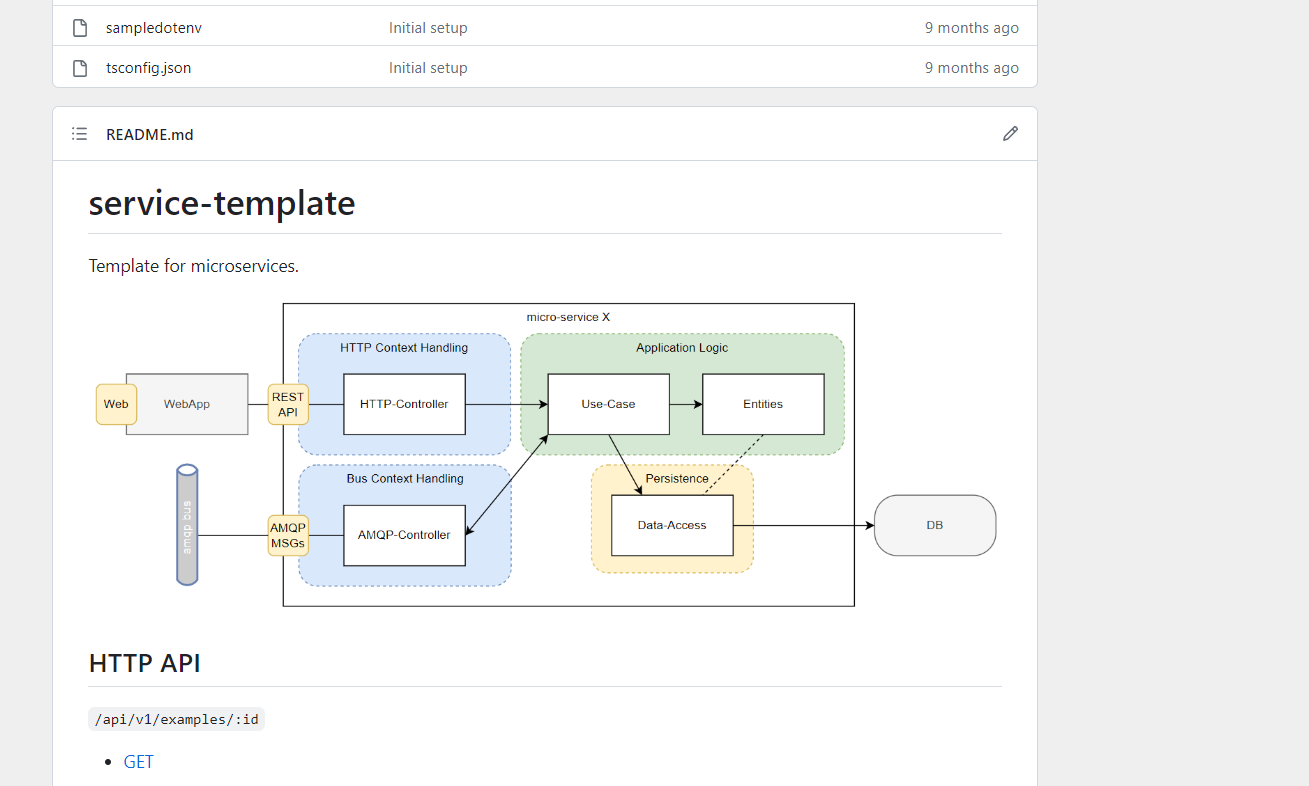 sampledotenv Initial setup 9 months ago
tsconfig.json Initial setup 9 months ago
README.md
service-template
Template for microservices.
micro-service X
HTTP Context Handling
Application Logic
Web
WebApp
REST
API
HTTP-Controller
Use-Case
Entities
Bus Context Handling
Persistence
amqp bus
AMQP
MSGs
AMQP-Controller
Data-Access
DB
HTTP API
/api/v1/examples/:id
• GET